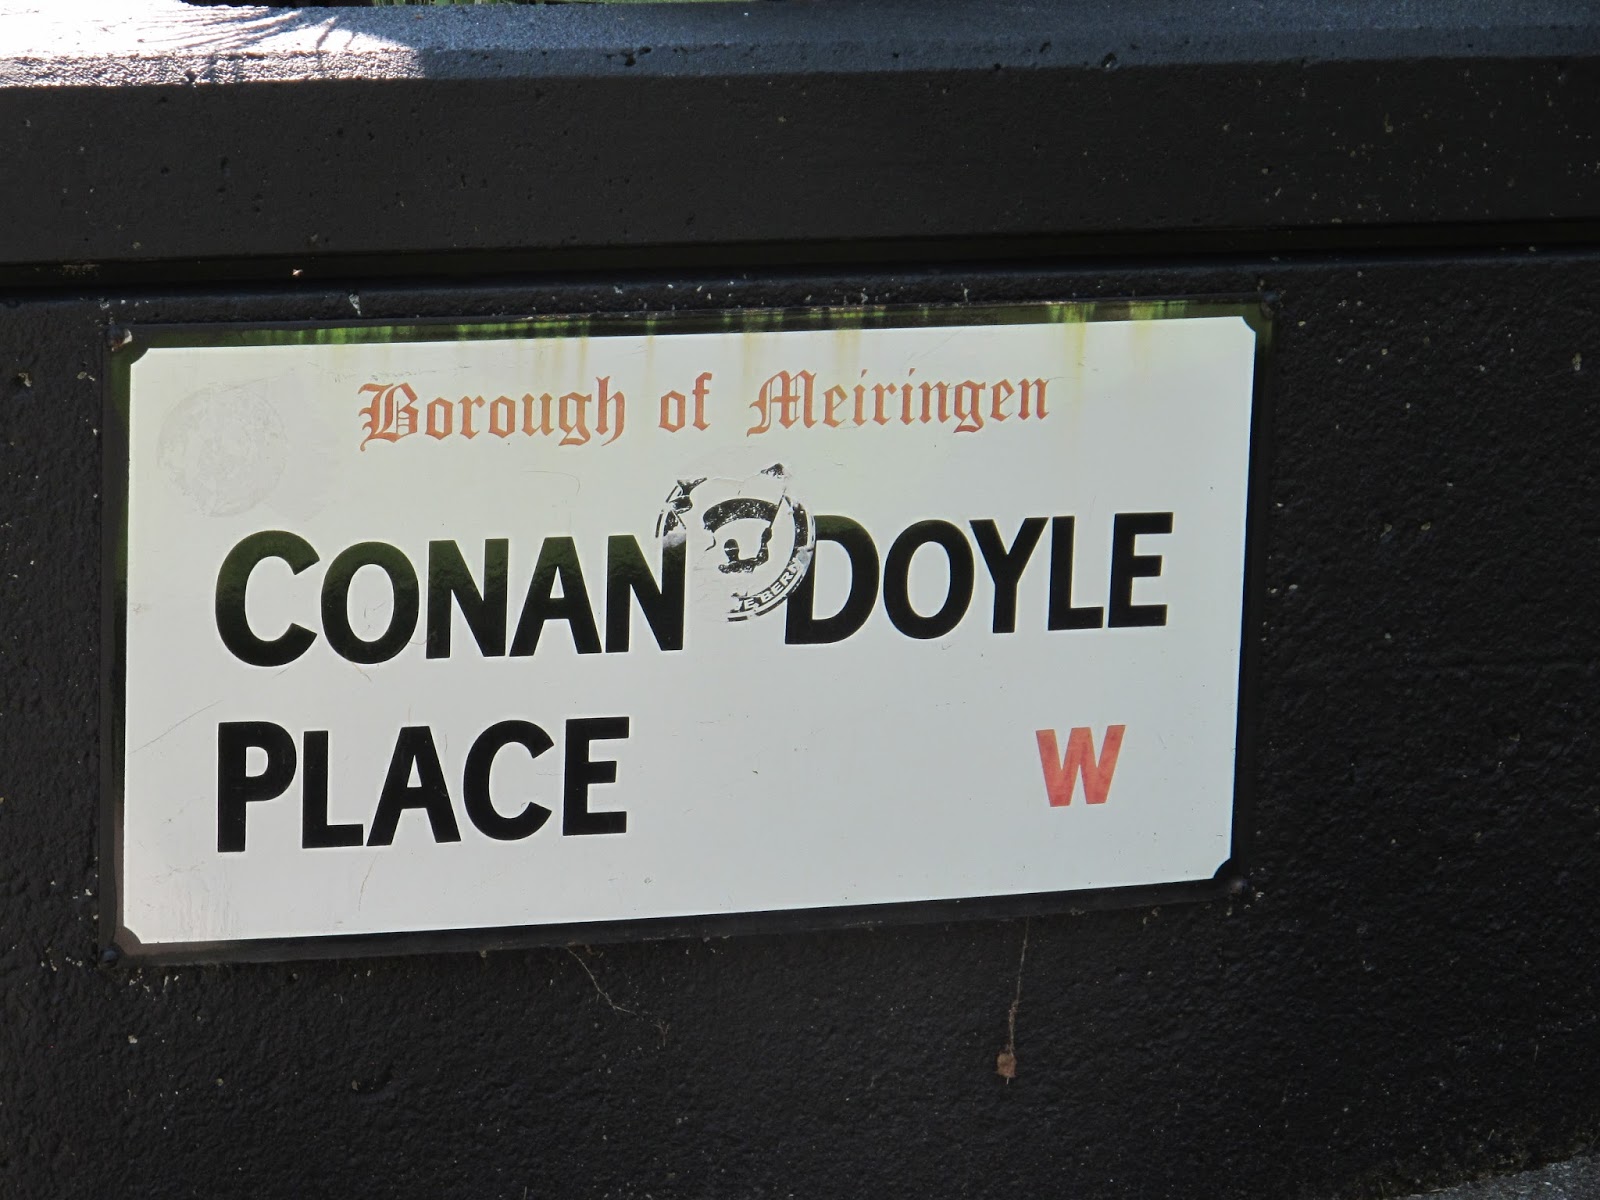 Borough of Meiringen
CONAN DOYLE
PLACE W